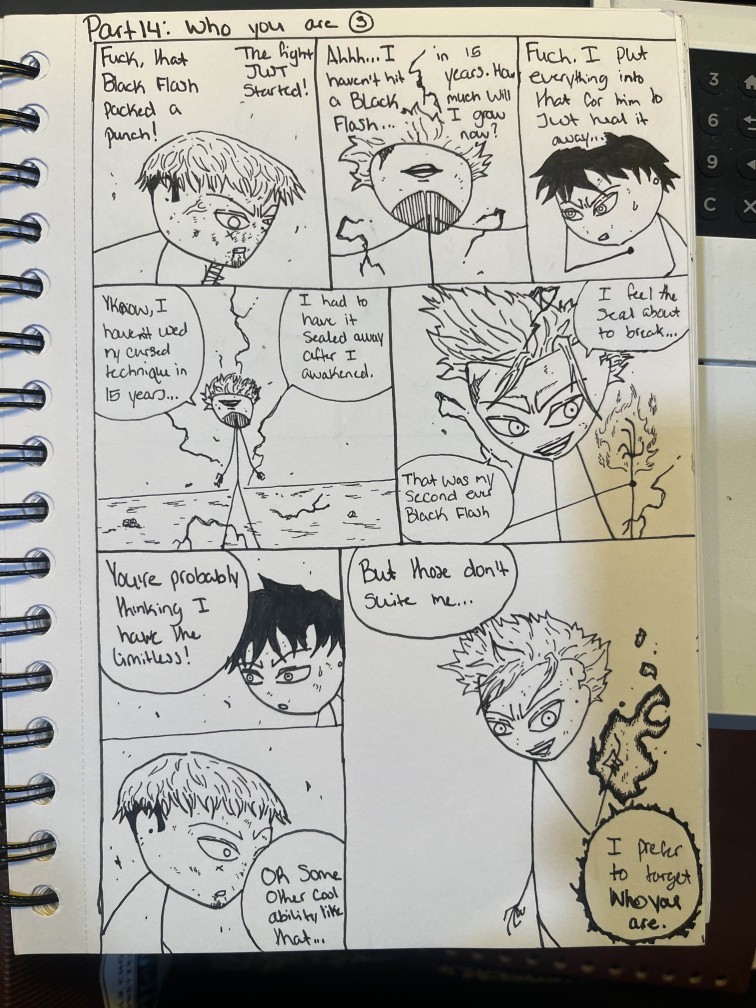 Part 14: Who you are ③
Fuck, that
Black Flash
packed a
punch!
The fight
JUST
started!
Ahhh... I
haven't hit
a Black
Flash...
in 15
years. How
much will
I grow
now?
Fuck. I put
everything into
that for him to
Just heal it
away...
Yknow, I
haven't used
my cursed
technique in
15 years...
I had to
have it
sealed away
after I
awakened.
I feel the
seal about
to break...
That was my
second ever
Black Flash
You're probably
thinking I
have the
limitless!
OR Some
Other cool
ability like
that...
But those don't
suite me...
I prefer
to target
Who you
are.
3
6
9
C